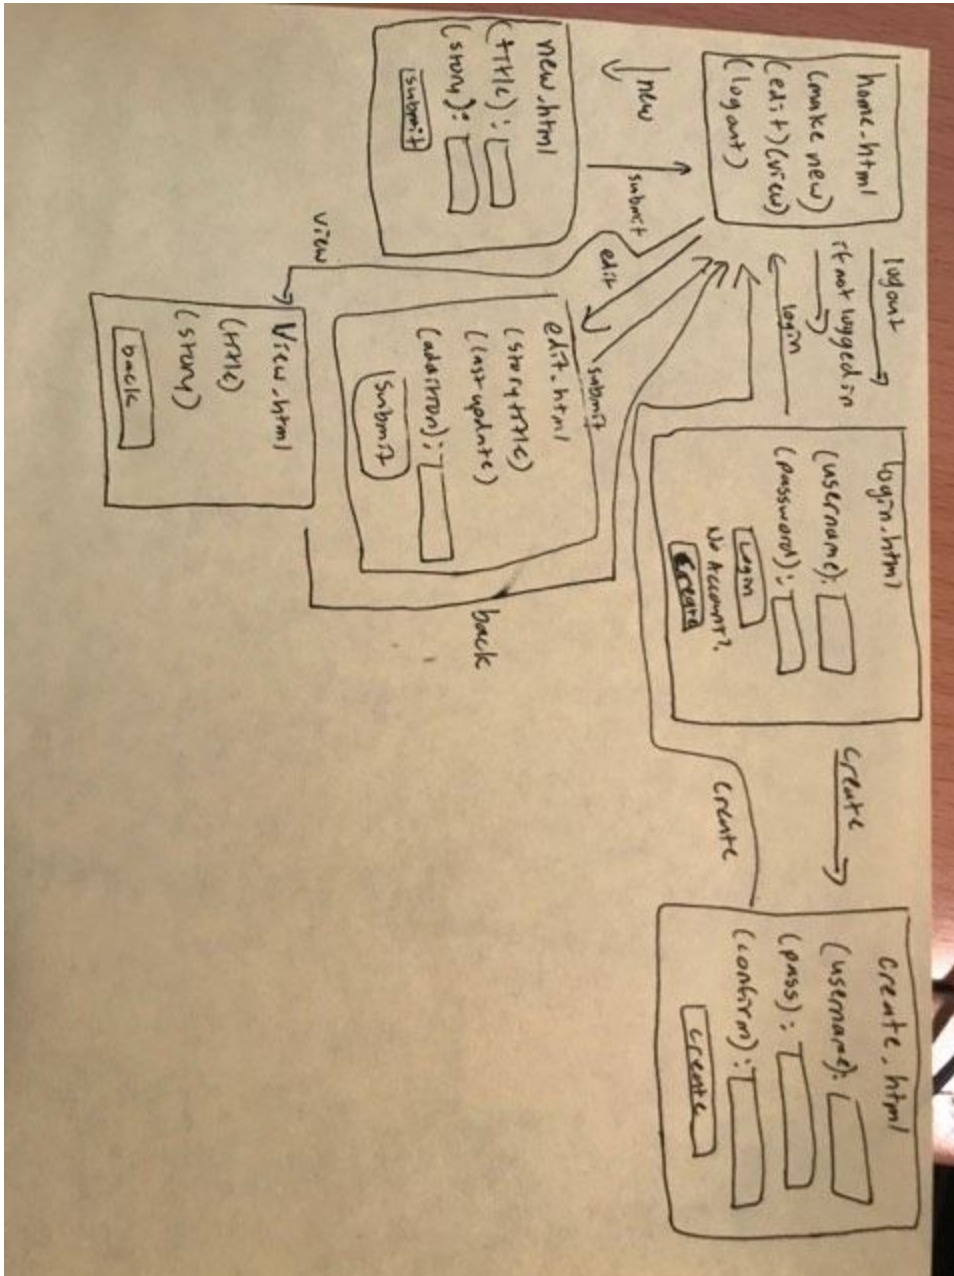 home.html
(make new)
(edit)(view)
(logout)
logout
if not logged in
login
login.html
(username):
(password):
Login
No Account?
Create
create
create.html
(username):
(pass):
(confirm):
create
create
new
submit
new.html
(title):
(story):
submit
edit
submit
edit.html
(story title)
(last update)
(addition):
submit
view
view.html
(title)
(story)
back
back